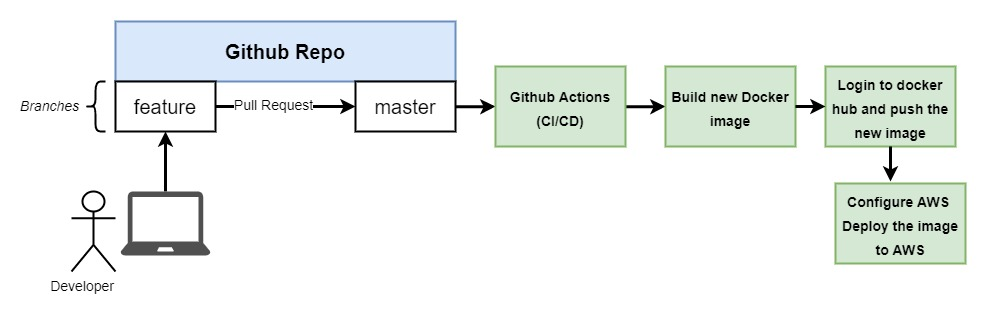 Github Repo
Branches
feature
Pull Request
master
Github Actions
(CI/CD)
Build new Docker
image
Login to docker
hub and push the
new image
Configure AWS
Deploy the image
to AWS
Developer